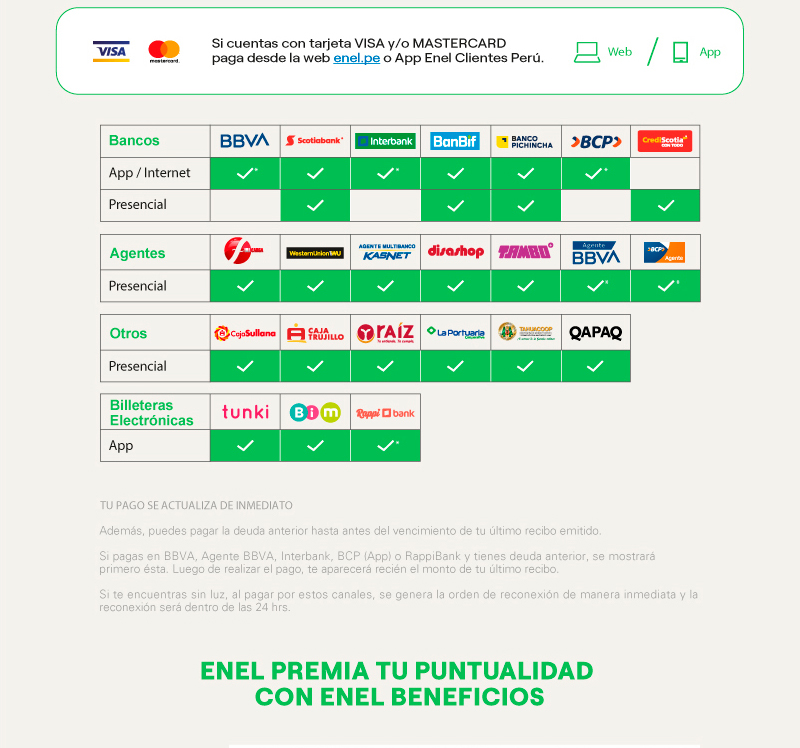 VISA
mastercard.
Si cuentas con tarjeta VISA y/o MASTERCARD
paga desde la web enel.pe o App Enel Clientes Perú.
Web
App
Bancos
BBVA
Scotiabank
Interbank
BanBif
BANCO
PICHINCHA
BCP
CrediScotia
CON TODO
App / Internet
Presencial
Agentes
WesternUnion WU
AGENTE MULTIBANCO
KASNET
disashop
TAMBO
Agente
BBVA
BCP
Agente
Presencial
Otros
CajaSullana
CAJA
TRUJILLO
raíz
La Portuaria
TAHUACOOP
QAPAQ
Presencial
Billeteras
Electrónicas
tunki
Bim
Rappi bank
App
TU PAGO SE ACTUALIZA DE INMEDIATO
Además, puedes pagar la deuda anterior hasta antes del vencimiento de tu último recibo emitido.
Si pagas en BBVA, Agente BBVA, Interbank, BCP (App) o RappiBank y tienes deuda anterior, se mostrará
primero ésta. Luego de realizar el pago, te aparecerá recién el monto de tu último recibo.
Si te encuentras sin luz, al pagar por estos canales, se genera la orden de reconexión de manera inmediata y la
reconexión será dentro de las 24 hrs.
ENEL PREMIA TU PUNTUALIDAD
CON ENEL BENEFICIOS